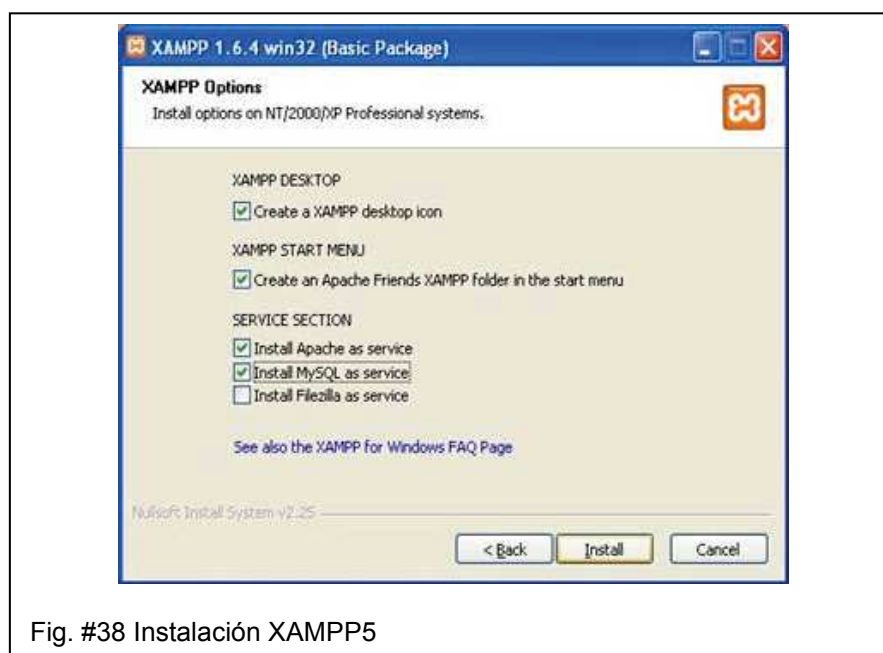 XAMPP 1.6.4 win32 (Basic Package)
XAMPP Options
Install options on NT/2000/XP Professional systems.
XAMPP DESKTOP
Create a XAMPP desktop icon
XAMPP START MENU
Create an Apache Friends XAMPP folder in the start menu
SERVICE SECTION
Install Apache as service
Install MySQL as service
Install Filezilla as service
See also the XAMPP for Windows FAQ Page
Nullsoft Install System v2.25
< Back Install Cancel
Fig. #38 Instalación XAMPP5